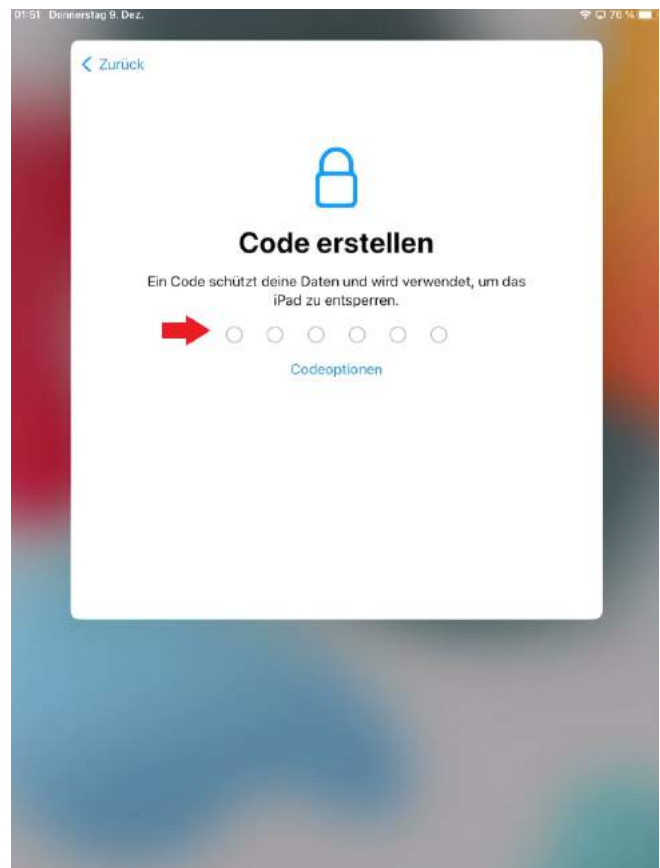 01:51 Donnerstag 9. Dez. 76 %
Zurück
Code erstellen
Ein Code schützt deine Daten und wird verwendet, um das
iPad zu entsperren.
Codeoptionen